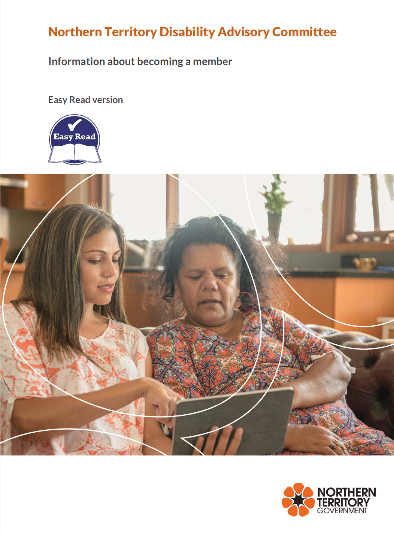 Northern Territory Disability Advisory Committee
Information about becoming a member
Easy Read version
Easy Read
NORTHERN
TERRITORY
GOVERNMENT